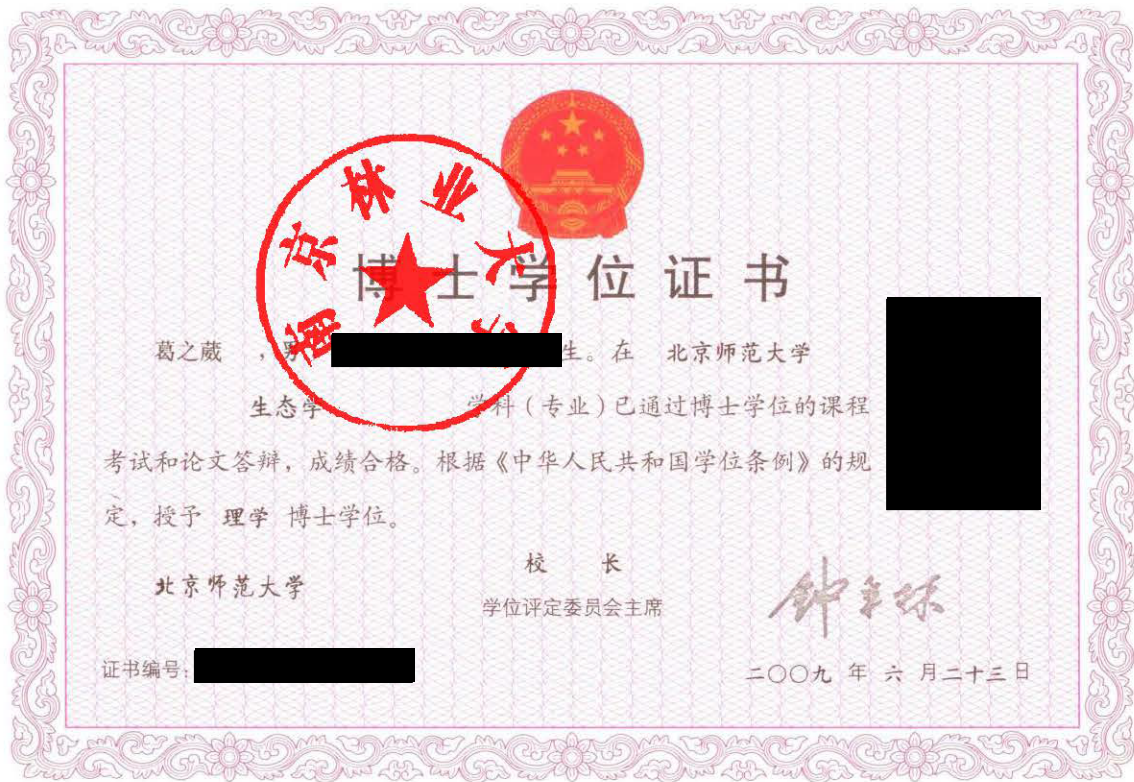 南京林业大学
博士学位证书
葛之葳 ，男 生。在 北京师范大学
生态学 学科（专业）已通过博士学位的课程
考试和论文答辩，成绩合格。根据《中华人民共和国学位条例》的规
定，授予 理学 博士学位。
校 长
北京师范大学
学位评定委员会主席
钟秉林
证书编号：
二〇〇九 年 六 月二十三日